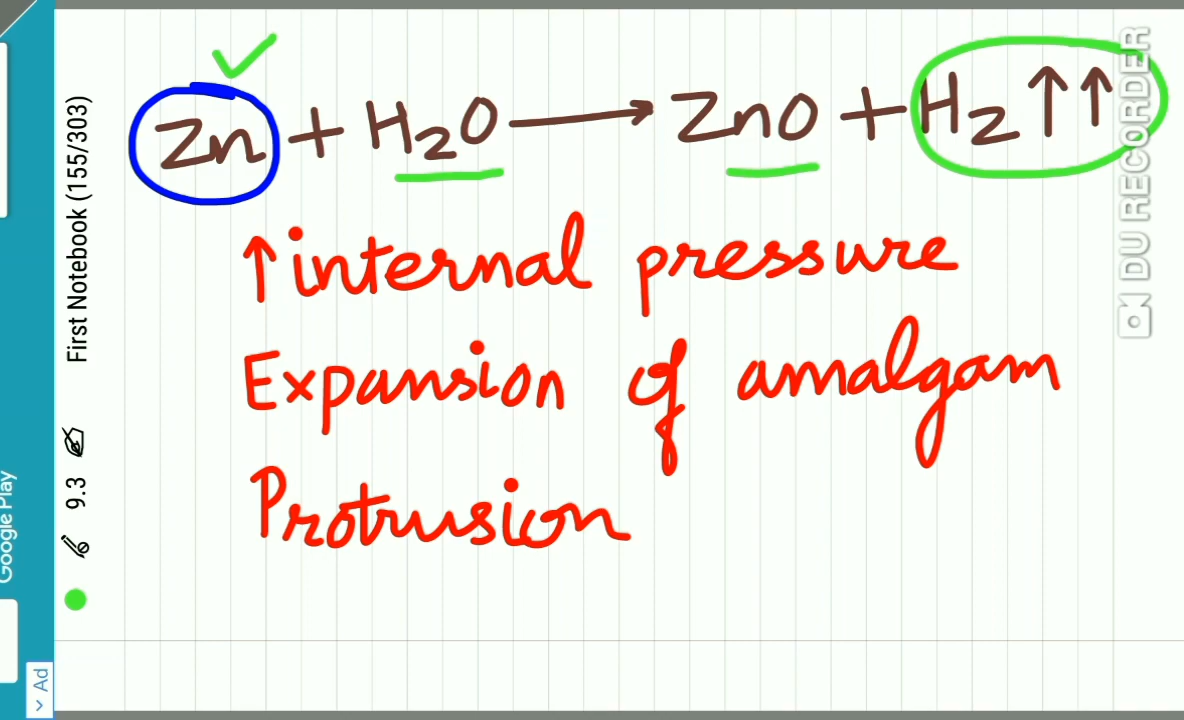 Zn + H2O → ZnO + H2 ↑↑
↑ internal pressure
Expansion of amalgam
Protrusion
First Notebook (155/303)
9.3
Google Play
Ad
DU RECORDER